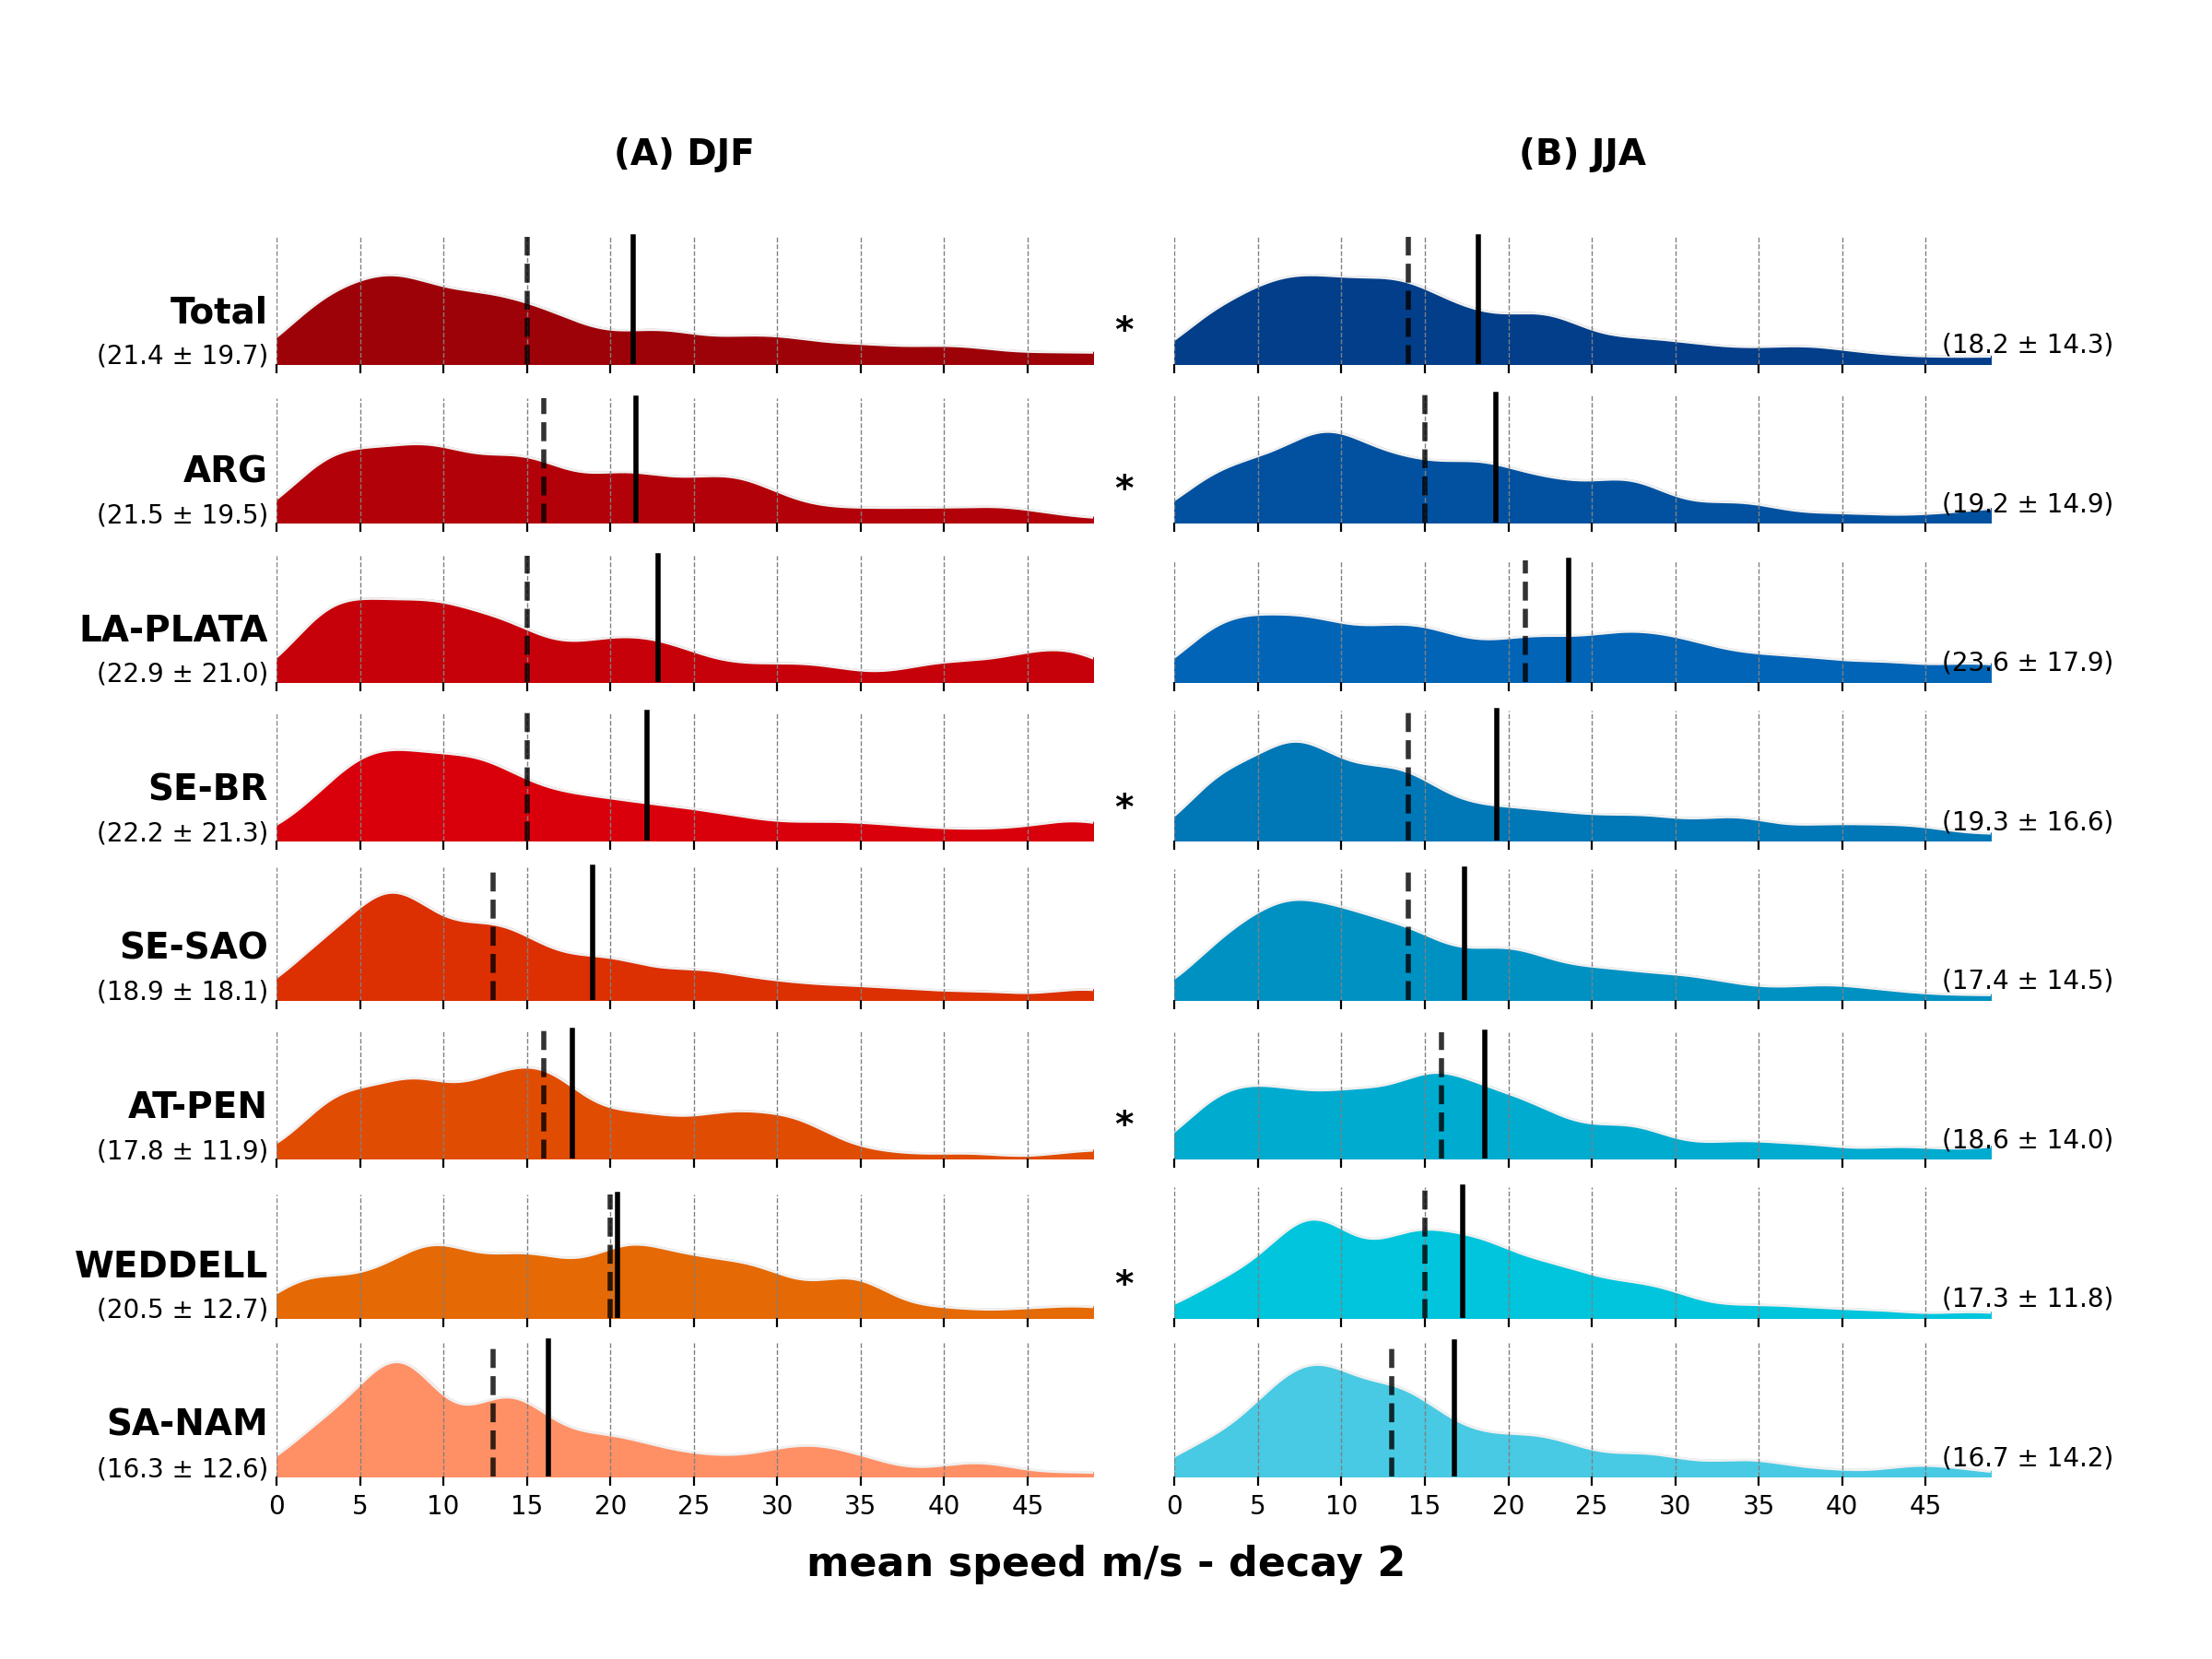 (A) DJF
(B) JJA
Total
(21.4 ± 19.7)
*
(18.2 ± 14.3)
ARG
(21.5 ± 19.5)
*
(19.2 ± 14.9)
LA-PLATA
(22.9 ± 21.0)
(23.6 ± 17.9)
SE-BR
(22.2 ± 21.3)
*
(19.3 ± 16.6)
SE-SAO
(18.9 ± 18.1)
(17.4 ± 14.5)
AT-PEN
(17.8 ± 11.9)
*
(18.6 ± 14.0)
WEDDELL
(20.5 ± 12.7)
*
(17.3 ± 11.8)
SA-NAM
(16.3 ± 12.6)
(16.7 ± 14.2)
0 5 10 15 20 25 30 35 40 45
0 5 10 15 20 25 30 35 40 45
mean speed m/s - decay 2